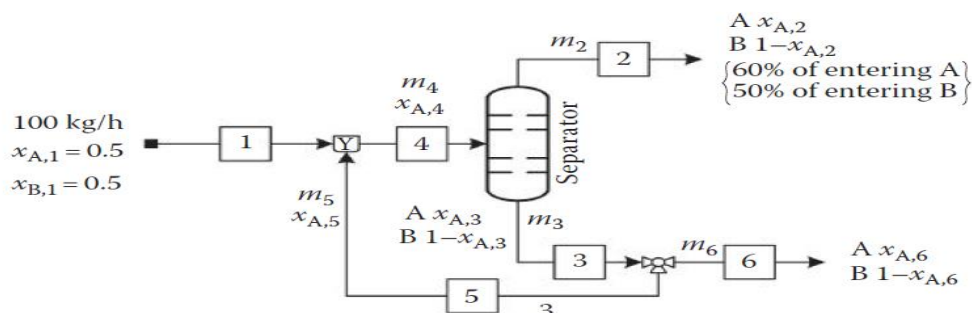 A x_A,2
B 1−x_A,2
{60% of entering A}
{50% of entering B}
m_2
2
m_4
x_A,4
100 kg/h
x_A,1 = 0.5
x_B,1 = 0.5
1
Y
4
Separator
m_5
x_A,5
A x_A,3
B 1−x_A,3
m_3
3
m_6
6
A x_A,6
B 1−x_A,6
5
3